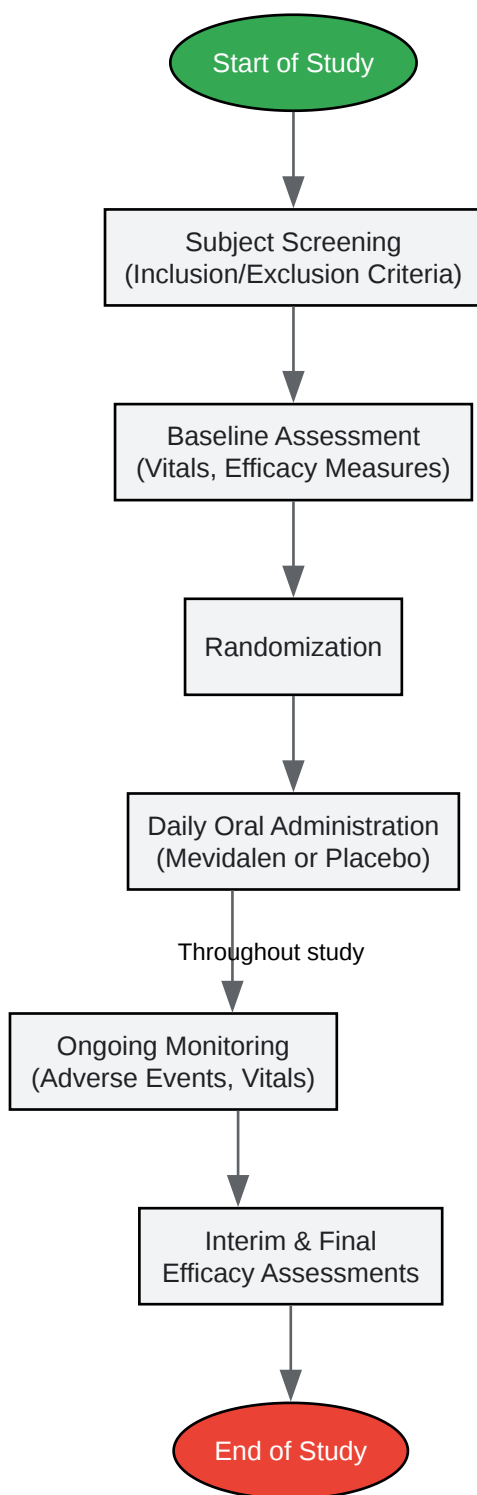 Start of Study
Subject Screening
(Inclusion/Exclusion Criteria)
Baseline Assessment
(Vitals, Efficacy Measures)
Randomization
Daily Oral Administration
(Mevidalen or Placebo)
Throughout study
Ongoing Monitoring
(Adverse Events, Vitals)
Interim & Final
Efficacy Assessments
End of Study